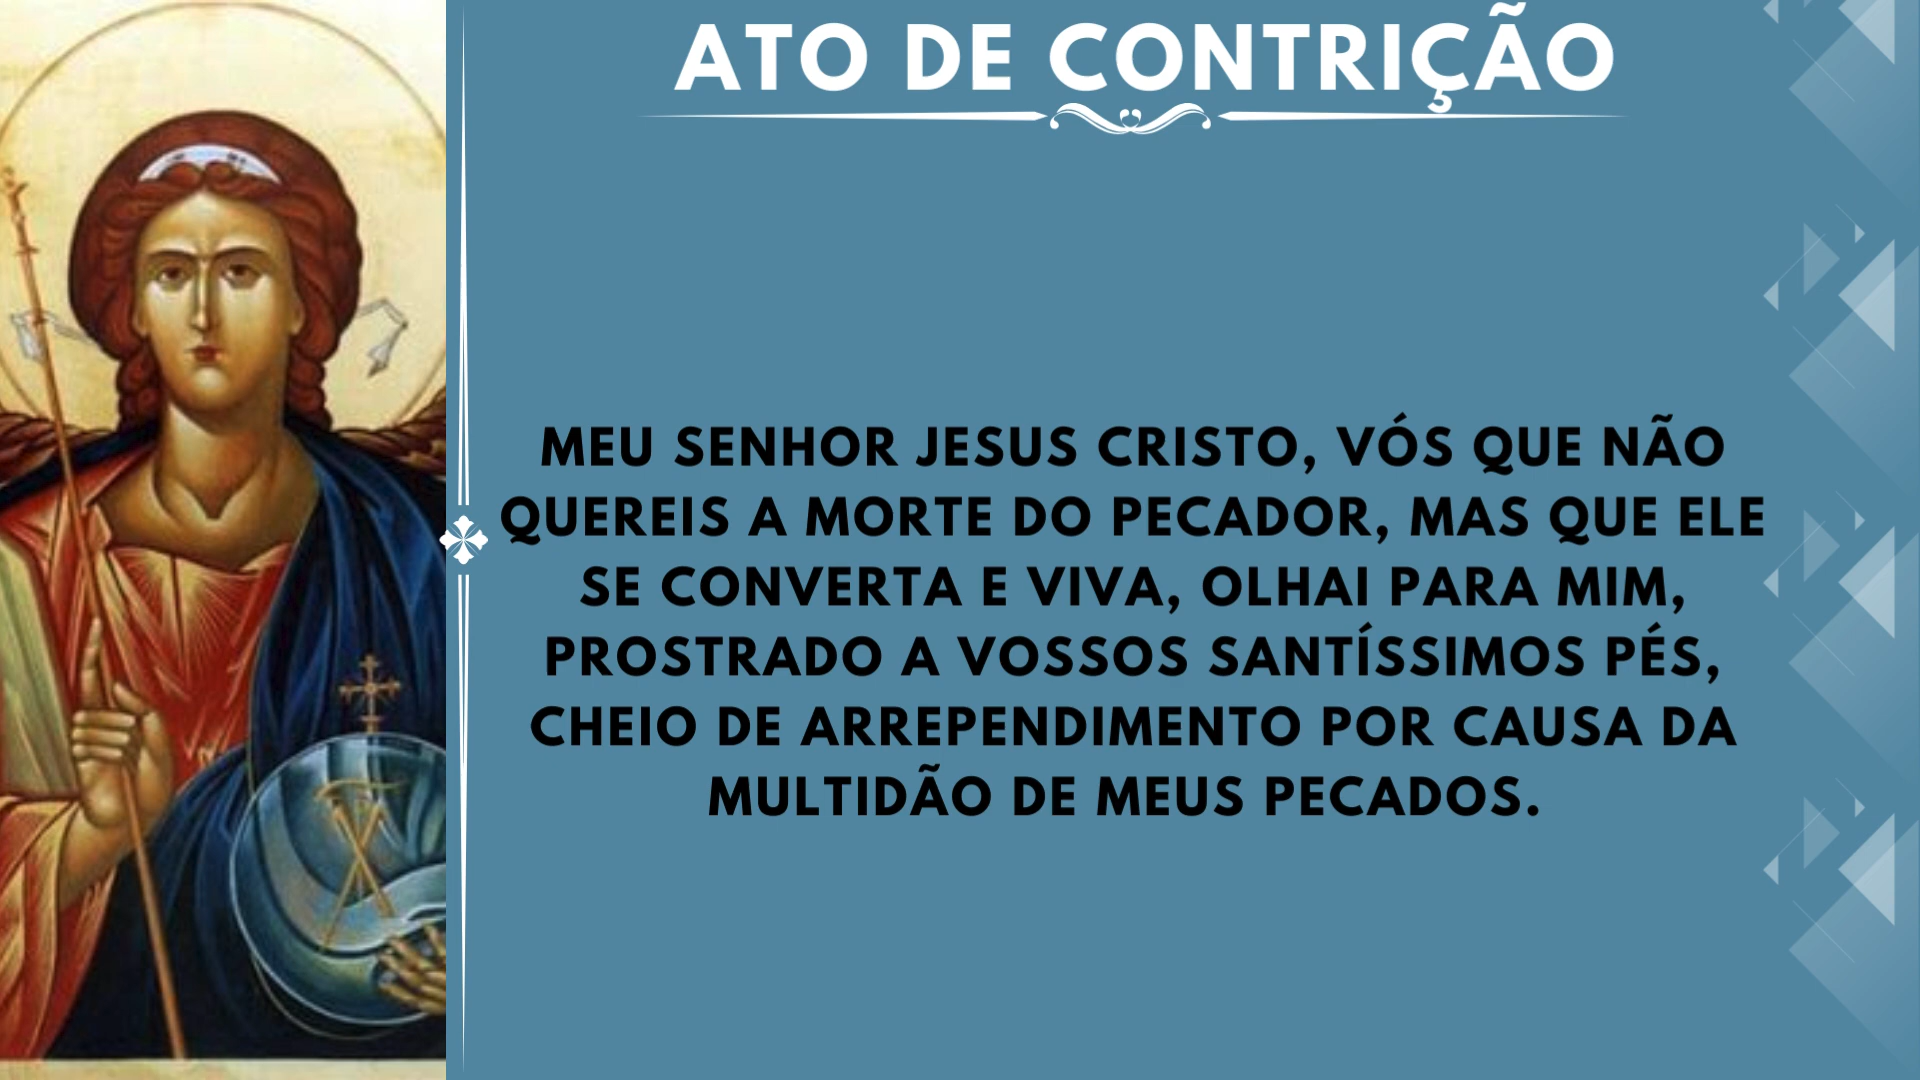 ATO DE CONTRIÇÃO
MEU SENHOR JESUS CRISTO, VÓS QUE NÃO
QUEREIS A MORTE DO PECADOR, MAS QUE ELE
SE CONVERTA E VIVA, OLHAI PARA MIM,
PROSTRADO A VOSSOS SANTÍSSIMOS PÉS,
CHEIO DE ARREPENDIMENTO POR CAUSA DA
MULTIDÃO DE MEUS PECADOS.